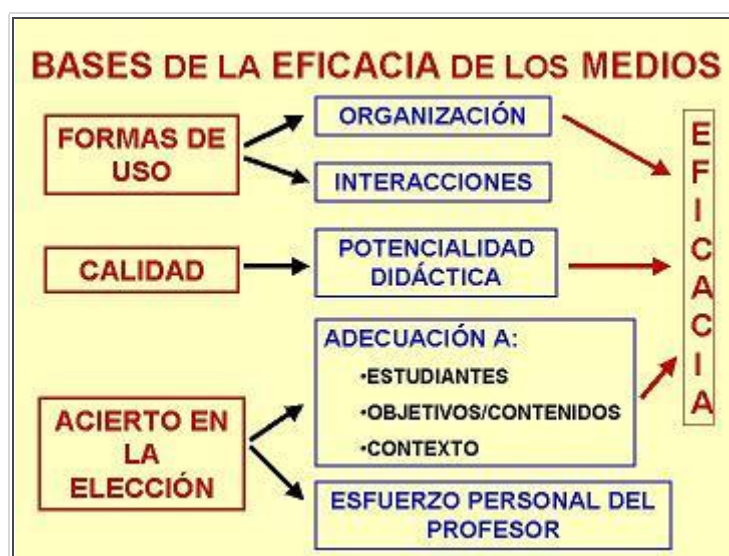 BASES DE LA EFICACIA DE LOS MEDIOS
FORMAS DE
USO
ORGANIZACIÓN
INTERACCIONES
CALIDAD
POTENCIALIDAD
DIDÁCTICA
ACIERTO EN
LA
ELECCIÓN
ADECUACIÓN A:
•ESTUDIANTES
•OBJETIVOS/CONTENIDOS
•CONTEXTO
ESFUERZO PERSONAL DEL
PROFESOR
EFICACIA